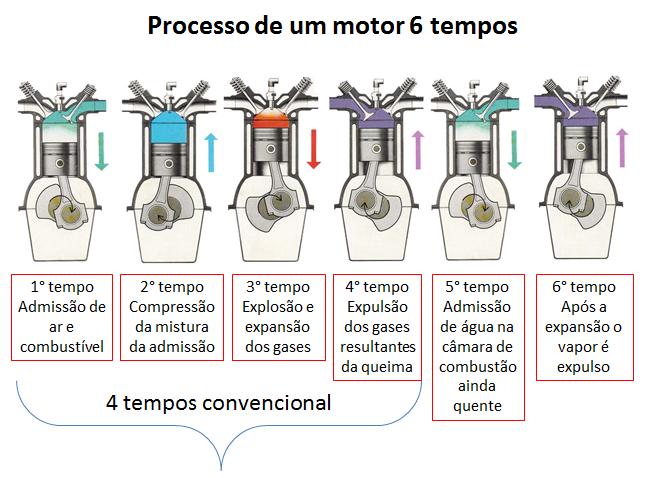 Processo de um motor 6 tempos
1° tempo
Admissão de
ar e
combustível
2° tempo
Compressão
da mistura
da admissão
3° tempo
Explosão e
expansão
dos gases
4° tempo
Expulsão
dos gases
resultantes
da queima
5° tempo
Admissão
de água na
câmara de
combustão
ainda
quente
6° tempo
Após a
expansão o
vapor é
expulso
4 tempos convencional